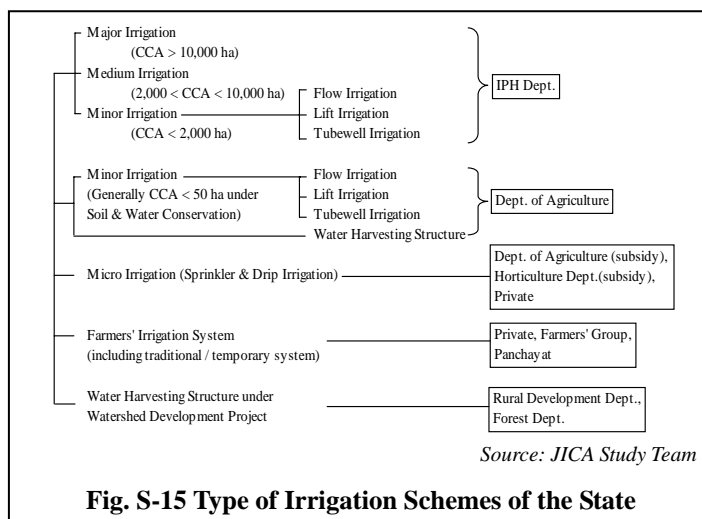 Major Irrigation
(CCA > 10,000 ha)
Medium Irrigation
(2,000 < CCA < 10,000 ha)
Minor Irrigation
(CCA < 2,000 ha)
Flow Irrigation
Lift Irrigation
Tubewell Irrigation
IPH Dept.
Minor Irrigation
(Generally CCA < 50 ha under
Soil & Water Conservation)
Flow Irrigation
Lift Irrigation
Tubewell Irrigation
Water Harvesting Structure
Dept. of Agriculture
Micro Irrigation (Sprinkler & Drip Irrigation)
Dept. of Agriculture (subsidy),
Horticulture Dept.(subsidy),
Private
Farmers' Irrigation System
(including traditional / temporary system)
Private, Farmers' Group,
Panchayat
Water Harvesting Structure under
Watershed Development Project
Rural Development Dept.,
Forest Dept.
Source: JICA Study Team
Fig. S-15 Type of Irrigation Schemes of the State